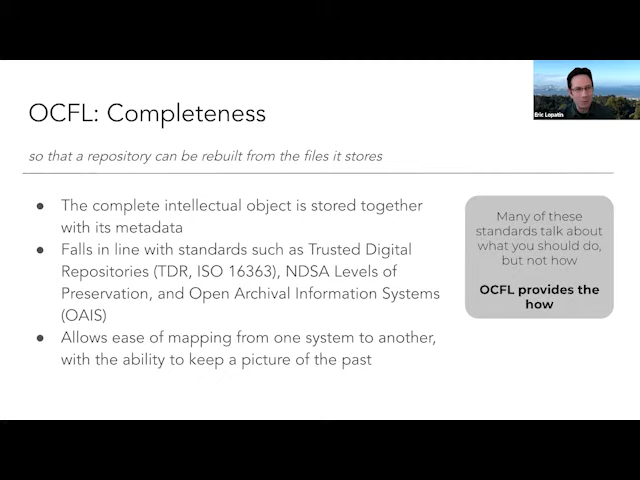 OCFL: Completeness
so that a repository can be rebuilt from the files it stores
● The complete intellectual object is stored together
with its metadata
● Falls in line with standards such as Trusted Digital
Repositories (TDR, ISO 16363), NDSA Levels of
Preservation, and Open Archival Information Systems
(OAIS)
● Allows ease of mapping from one system to another,
with the ability to keep a picture of the past
Many of these
standards talk about
what you should do,
but not how
OCFL provides the
how
Eric Lopatin